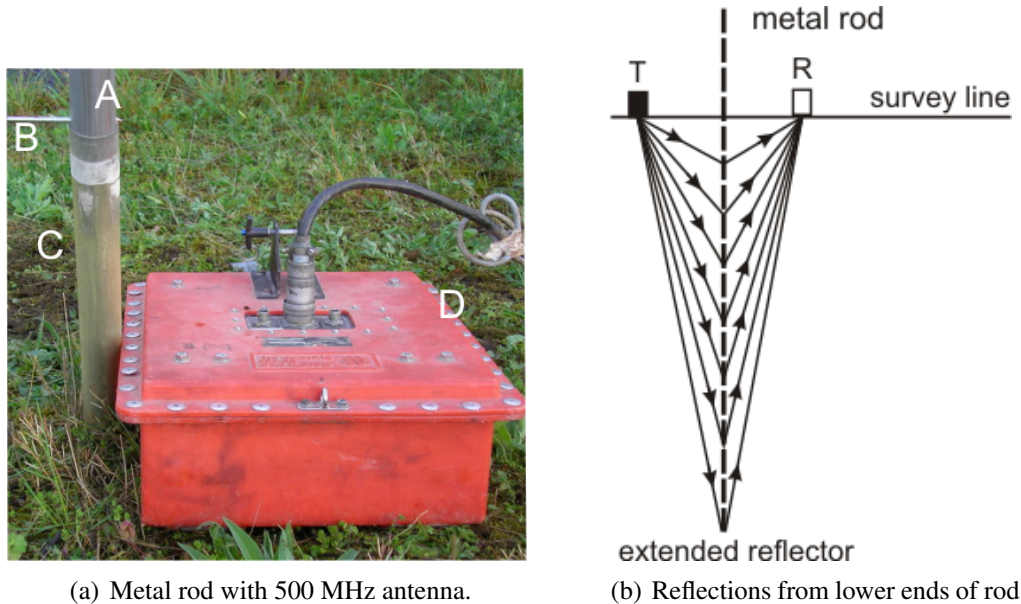 A
B
C
D
metal rod
T
R
survey line
extended reflector
(a) Metal rod with 500 MHz antenna.
(b) Reflections from lower ends of rod